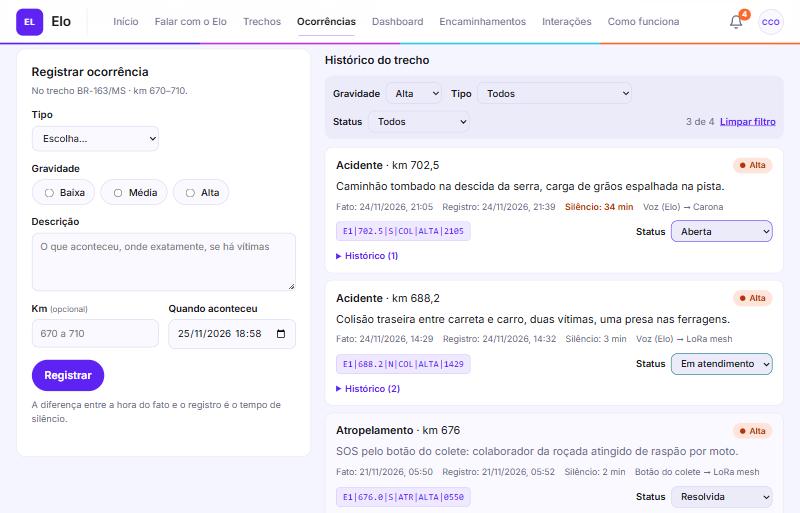 EL Elo Início Falar com o Elo Trechos Ocorrências Dashboard Encaminhamentos Interações Como funciona 4 CCO
Registrar ocorrência
No trecho BR-163/MS · km 670–710.
Tipo
Escolha...
Gravidade
Baixa Média Alta
Descrição
O que aconteceu, onde exatamente, se há vítimas
Km (opcional) Quando aconteceu
670 a 710 25/11/2026 18:58
Registrar
A diferença entre a hora do fato e o registro é o tempo de
silêncio.
Histórico do trecho
Gravidade Alta Tipo Todos
Status Todos 3 de 4 Limpar filtro
Acidente · km 702,5 Alta
Caminhão tombado na descida da serra, carga de grãos espalhada na pista.
Fato: 24/11/2026, 21:05 Registro: 24/11/2026, 21:39 Silêncio: 34 min Voz (Elo) → Carona
E1|702.5|S|COL|ALTA|2105 Status Aberta
Histórico (1)
Acidente · km 688,2 Alta
Colisão traseira entre carreta e carro, duas vítimas, uma presa nas ferragens.
Fato: 24/11/2026, 14:29 Registro: 24/11/2026, 14:32 Silêncio: 3 min Voz (Elo) → LoRa mesh
E1|688.2|N|COL|ALTA|1429 Status Em atendimento
Histórico (2)
Atropelamento · km 676 Alta
SOS pelo botão do colete: colaborador da roçada atingido de raspão por moto.
Fato: 21/11/2026, 05:50 Registro: 21/11/2026, 05:52 Silêncio: 2 min Botão do colete → LoRa mesh
E1|676.0|S|ATR|ALTA|0550 Status Resolvida